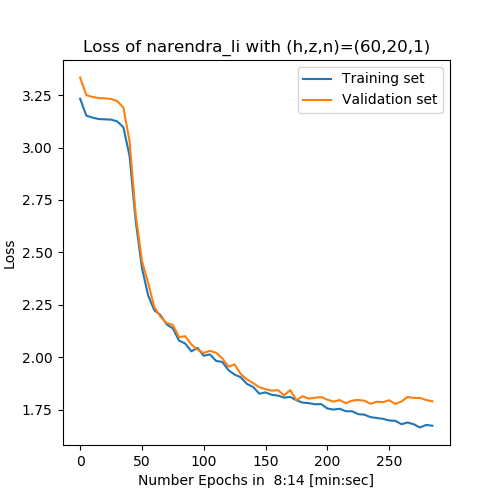 Loss of narendra_li with (h,z,n)=(60,20,1)
Training set
Validation set
3.25
3.00
2.75
2.50
2.25
2.00
1.75
Loss
0 50 100 150 200 250
Number Epochs in  8:14 [min:sec]